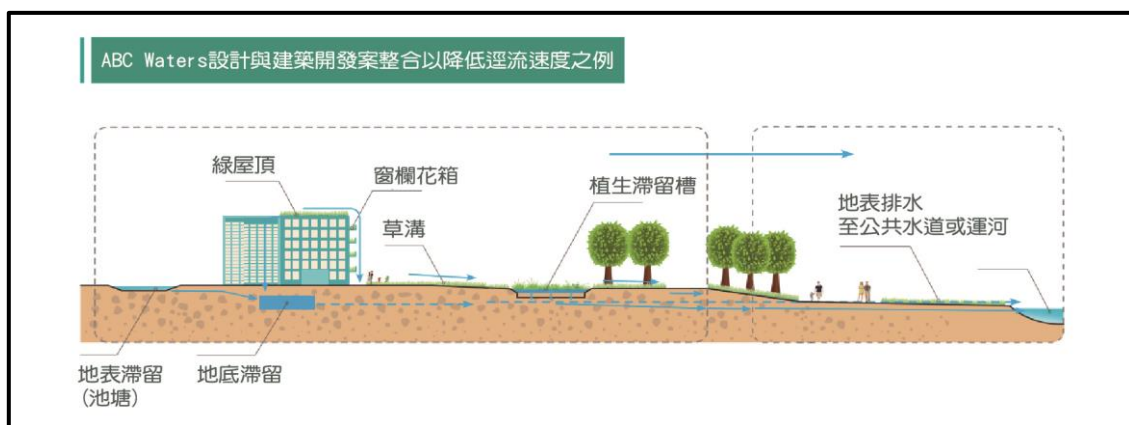 ABC Waters設計與建築開發案整合以降低逕流速度之例
綠屋頂
窗欄花箱
草溝
植生滯留槽
地表排水
至公共水道或運河
地表滯留
(池塘)
地底滯留